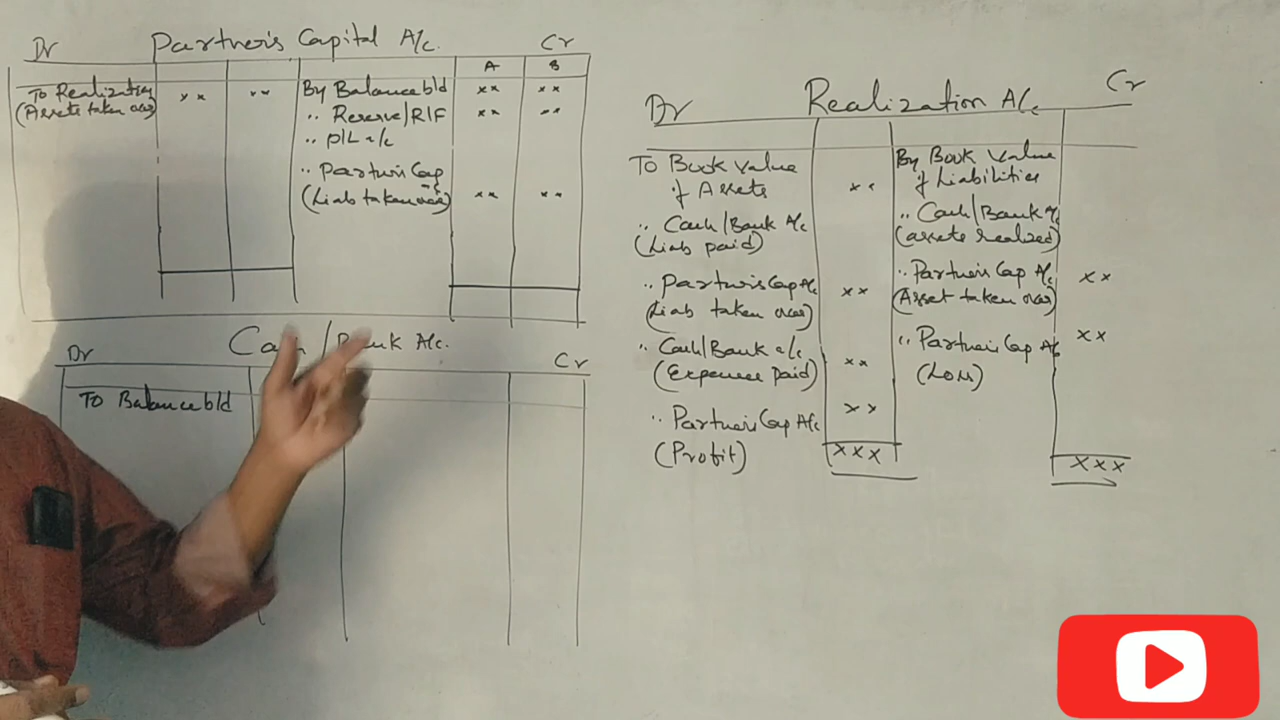 Dr Partner's Capital A/c. Cr
A B
To Realization xx xx By Balance b/d xx xx
(Assets taken over) " Reserve/R/F xx xx
" P/L a/c
" Partner's Cap
(Liab taken over) xx xx
Dr Cash/Bank A/c. Cr
To Balance b/d
Dr Realization A/c Cr
To Book value By Book value
of Assets xx of Liabilities
" Cash/Bank A/c " Cash/Bank A/c
(Liab paid) (assets realized)
" Partner's Cap A/c " Partner's Cap A/c xx
(Liab taken over) xx (Asset taken over)
" Cash/Bank a/c " Partner's Cap A/c xx
(Expense Paid) xx (Loss)
" Partner's Cap A/c xx
(Profit) xxx xxx